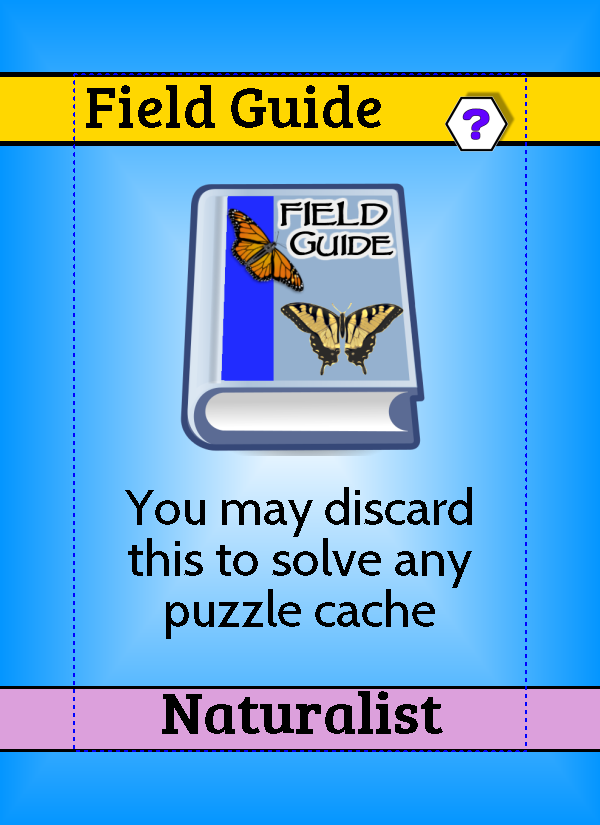 Field Guide
?
FIELD
GUIDE
You may discard
this to solve any
puzzle cache
Naturalist